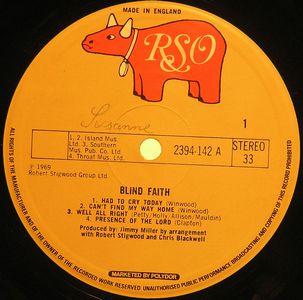 MADE IN ENGLAND
RSO
Susanne
1
1. 2. Island Mus.
Ltd. 3. Southern
Mus. Pub. Co. Ltd
4. Throat Mus. Ltd.
2394-142 A
STEREO
33
℗ 1969
Robert Stigwood Group Ltd.
BLIND FAITH
1. HAD TO CRY TODAY (Winwood)
2. CAN'T FIND MY WAY HOME (Winwood)
3. WELL ALL RIGHT (Petty/Holly/Allison/Mauldin)
4. PRESENCE OF THE LORD (Clapton)
Produced by: Jimmy Miller by arrangement
with Robert Stigwood and Chris Blackwell
MARKETED BY POLYDOR
ALL RIGHTS OF THE MANUFACTURER AND OF THE OWNER OF THE RECORDED WORK RESERVED UNAUTHORISED PUBLIC PERFORMANCE BROADCASTING AND COPYING OF THIS RECORD PROHIBITED